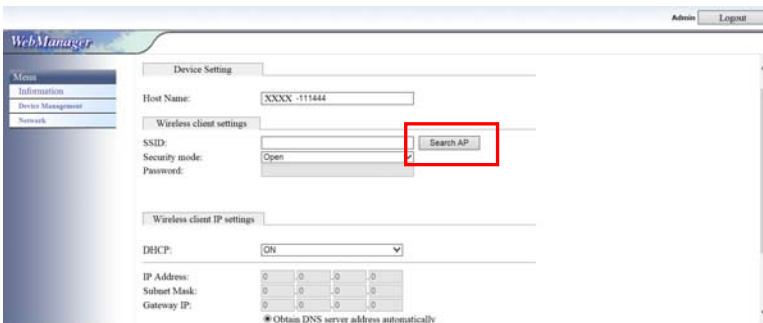 Admin Logout
WebManager
Menu
Information
Device Management
Network
Device Setting
Host Name: XXXX -111444
Wireless client settings
SSID: Search AP
Security mode: Open
Password:
Wireless client IP settings
DHCP: ON
IP Address: 0 .0 .0 .0
Subnet Mask: 0 .0 .0 .0
Gateway IP: 0 .0 .0 .0
Obtain DNS server address automatically